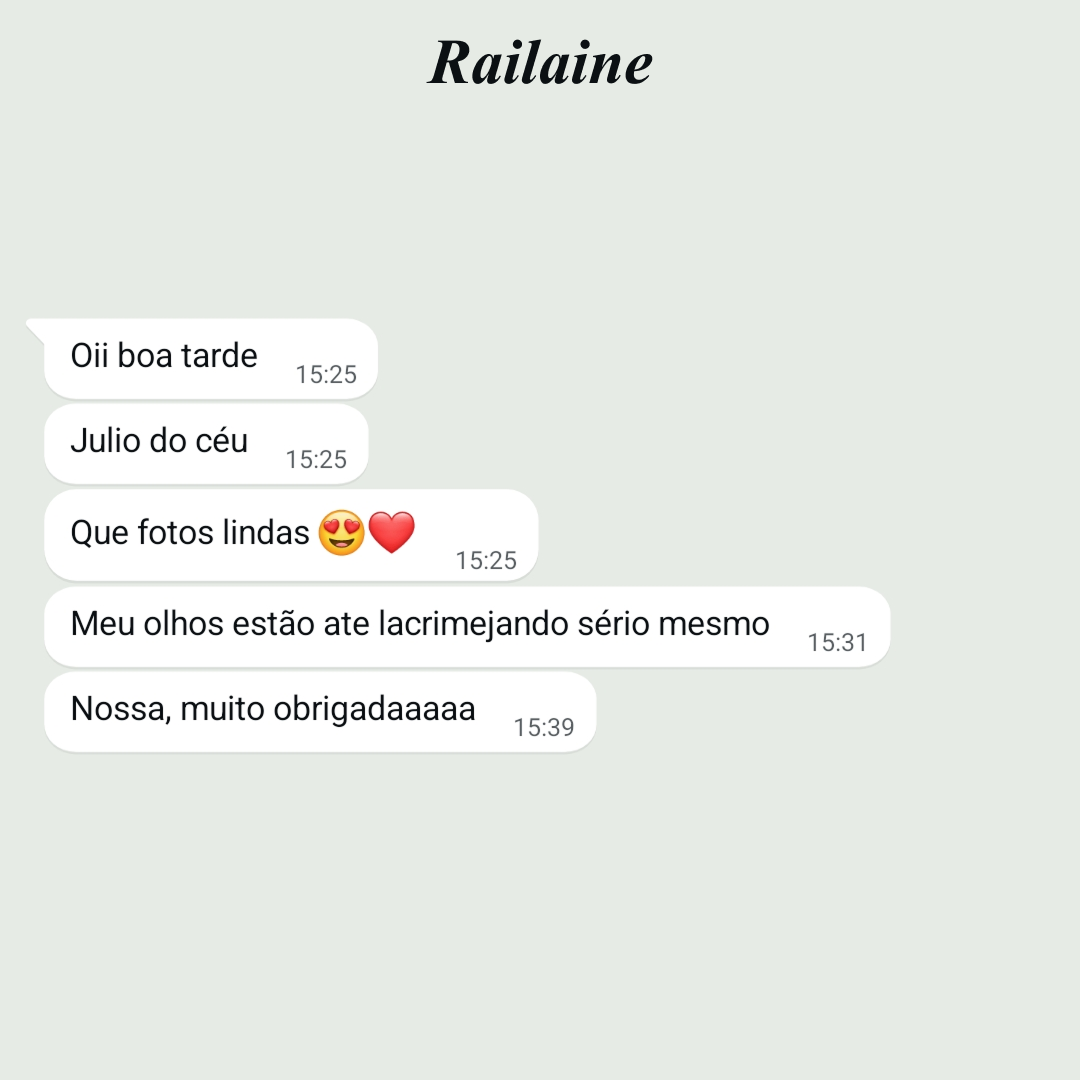 Railaine
Oii boa tarde 15:25
Julio do céu 15:25
Que fotos lindas 😍❤️ 15:25
Meu olhos estão ate lacrimejando sério mesmo 15:31
Nossa, muito obrigadaaaaa 15:39